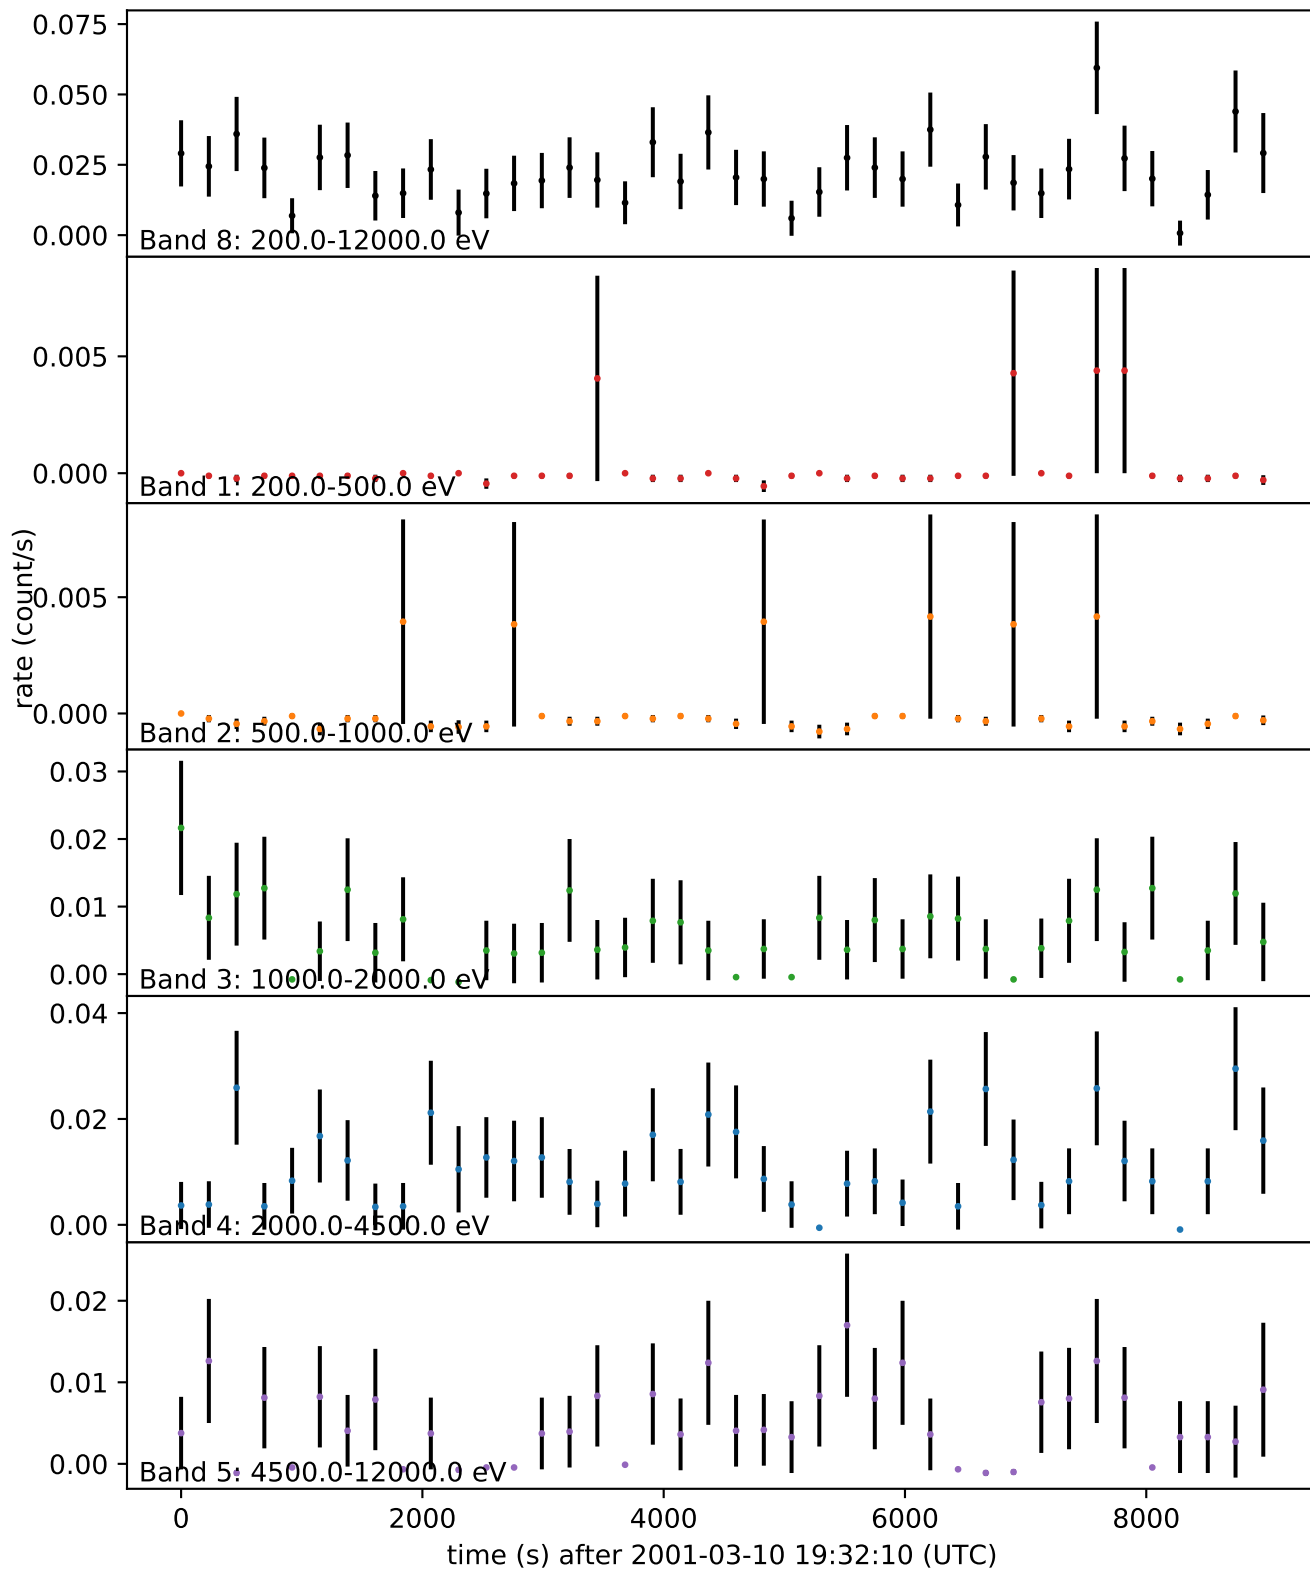 0.075
0.050
0.025
0.000
Band 8: 200.0-12000.0 eV
0.005
0.000
Band 1: 200.0-500.0 eV
rate (count/s)
0.005
0.000
Band 2: 500.0-1000.0 eV
0.03
0.02
0.01
0.00
Band 3: 1000.0-2000.0 eV
0.04
0.02
0.00
Band 4: 2000.0-4500.0 eV
0.02
0.01
0.00
Band 5: 4500.0-12000.0 eV
0 2000 4000 6000 8000
time (s) after 2001-03-10 19:32:10 (UTC)